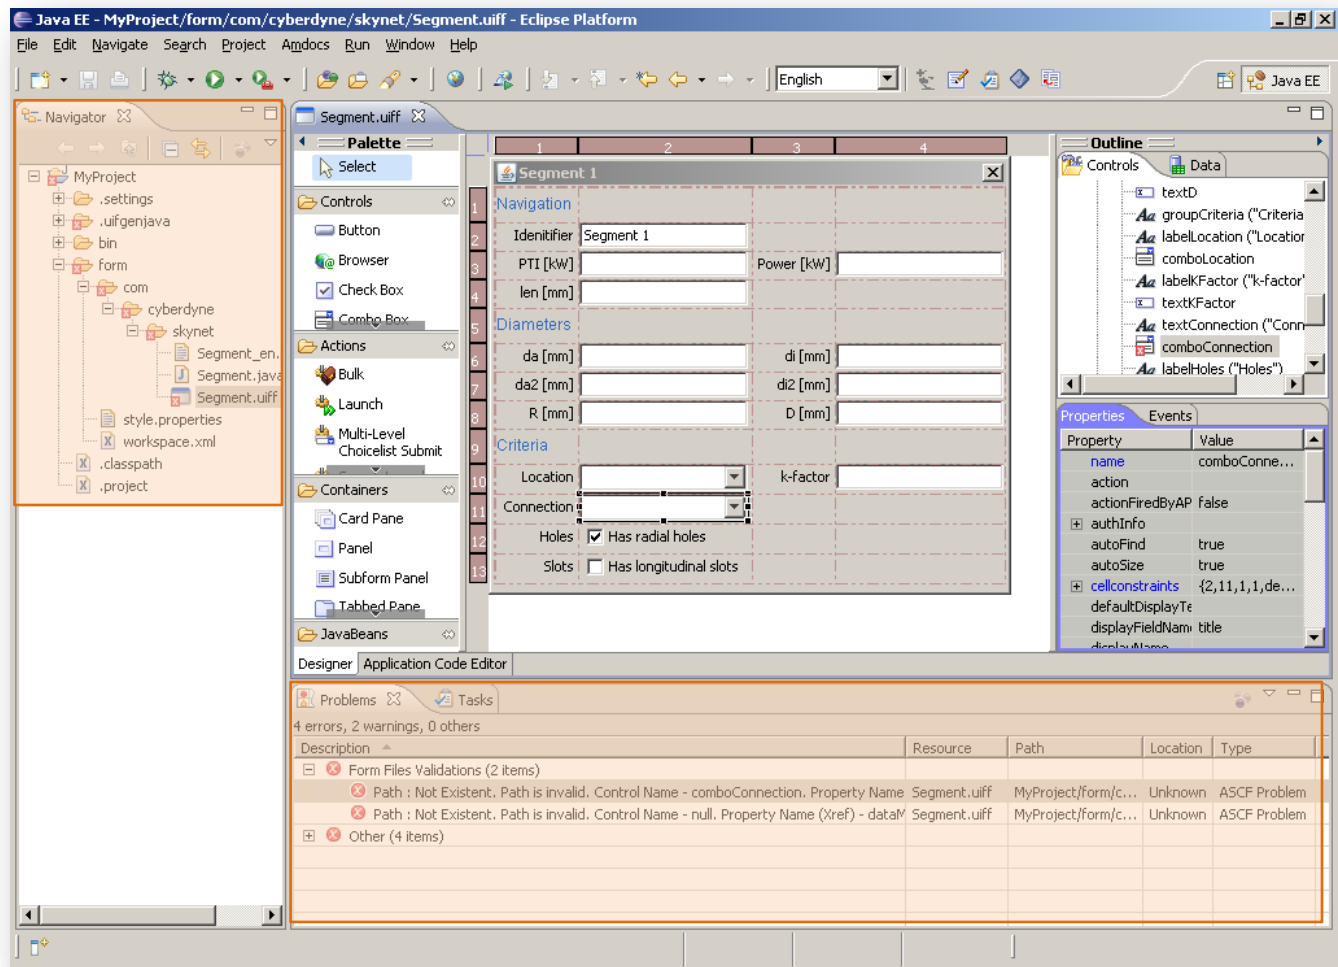 Java EE - MyProject/form/com/cyberdyne/skynet/Segment.uiff - Eclipse Platform
File Edit Navigate Search Project Amdocs Run Window Help
English
Java EE
Navigator
MyProject
.settings
.uifgenjava
bin
form
com
cyberdyne
skynet
Segment_en.
Segment.java
Segment.uiff
style.properties
workspace.xml
.classpath
.project
Segment.uiff
Palette
Select
Controls
Button
Browser
Check Box
Combo Box
Actions
Bulk
Launch
Multi-Level
Choicelist Submit
Containers
Card Pane
Panel
Subform Panel
Tabbed Pane
JavaBeans
1 2 3 4
Segment 1
1 Navigation
2 Idenitifier Segment 1
3 PTI [kW] Power [kW]
4 len [mm]
5 Diameters
6 da [mm] di [mm]
7 da2 [mm] di2 [mm]
8 R [mm] D [mm]
9 Criteria
10 Location k-factor
11 Connection
12 Holes Has radial holes
13 Slots Has longitudinal slots
Designer Application Code Editor
Outline
Controls Data
textD
Aa groupCriteria ("Criteria
Aa labelLocation ("Location
comboLocation
Aa labelKFactor ("k-factor"
textKFactor
Aa textConnection ("Conn
comboConnection
Aa labelHoles ("Holes")
Properties Events
Property Value
name comboConne...
action
actionFiredByAP false
authInfo
autoFind true
autoSize true
cellconstraints {2,11,1,1,de...
defaultDisplayTe
displayFieldName title
displayName
Problems Tasks
4 errors, 2 warnings, 0 others
Description Resource Path Location Type
Form Files Validations (2 items)
Path : Not Existent. Path is invalid. Control Name - comboConnection. Property Name Segment.uiff MyProject/form/c... Unknown ASCF Problem
Path : Not Existent. Path is invalid. Control Name - null. Property Name (Xref) - dataM Segment.uiff MyProject/form/c... Unknown ASCF Problem
Other (4 items)